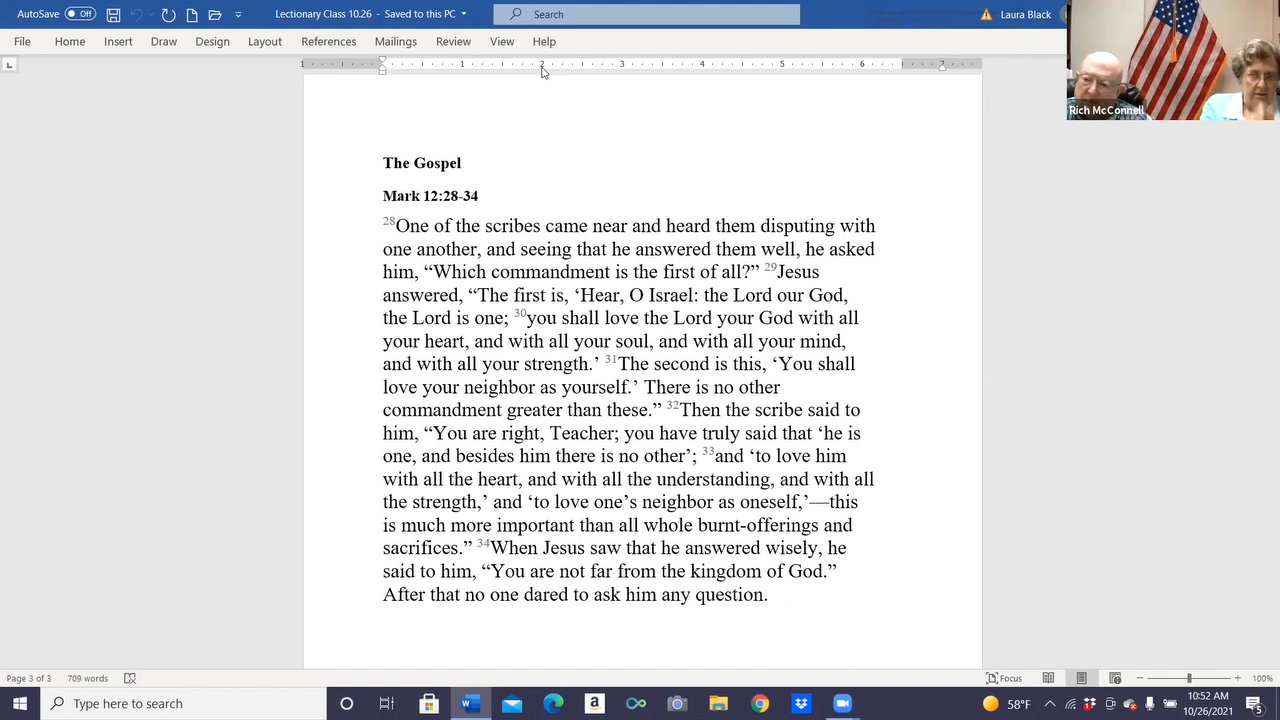 AutoSave Off Lectionary Class 10.26 - Saved to this PC Search Laura Black
File Home Insert Draw Design Layout References Mailings Review View Help
1 1 2 3 4 5 6 7
Rich McConnell
The Gospel
Mark 12:28-34
28One of the scribes came near and heard them disputing with
one another, and seeing that he answered them well, he asked
him, “Which commandment is the first of all?” 29Jesus
answered, “The first is, ‘Hear, O Israel: the Lord our God,
the Lord is one; 30you shall love the Lord your God with all
your heart, and with all your soul, and with all your mind,
and with all your strength.’ 31The second is this, ‘You shall
love your neighbor as yourself.’ There is no other
commandment greater than these.” 32Then the scribe said to
him, “You are right, Teacher; you have truly said that ‘he is
one, and besides him there is no other’; 33and ‘to love him
with all the heart, and with all the understanding, and with all
the strength,’ and ‘to love one’s neighbor as oneself,’—this
is much more important than all whole burnt-offerings and
sacrifices.” 34When Jesus saw that he answered wisely, he
said to him, “You are not far from the kingdom of God.”
After that no one dared to ask him any question.
Page 3 of 3 709 words Focus 100%
Type here to search 58°F 10:52 AM
10/26/2021